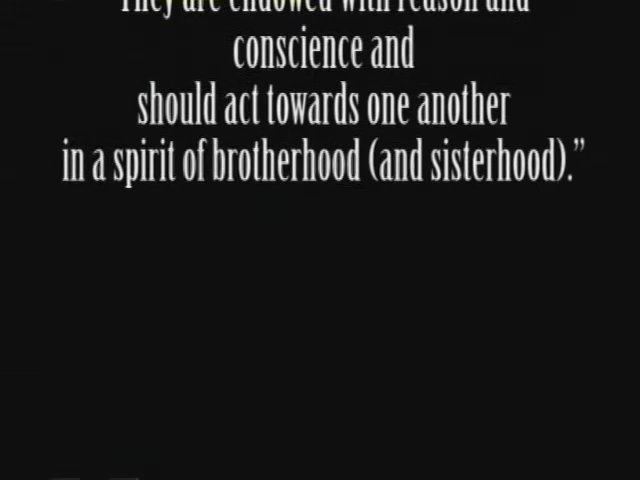 They are endowed with reason and
conscience and
should act towards one another
in a spirit of brotherhood (and sisterhood).”